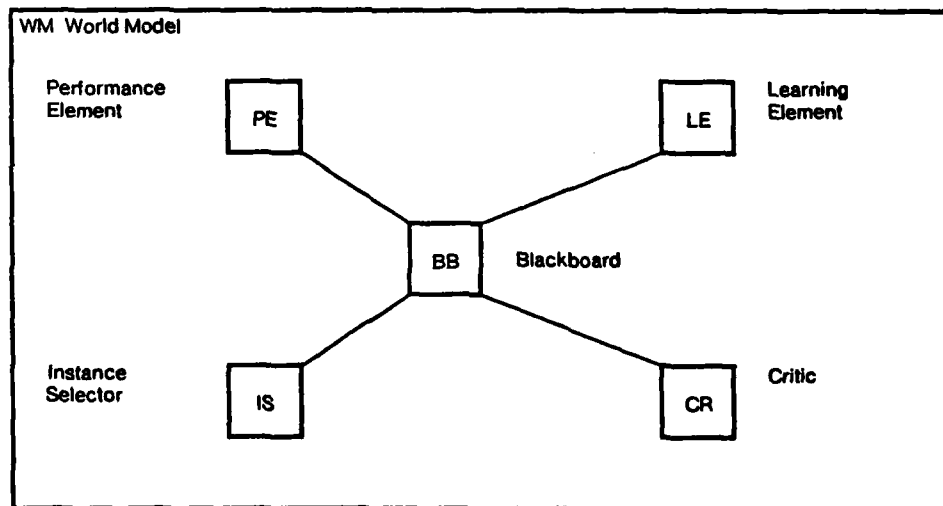 WM World Model
Performance
Element
PE
LE
Learning
Element
BB
Blackboard
Instance
Selector
IS
CR
Critic